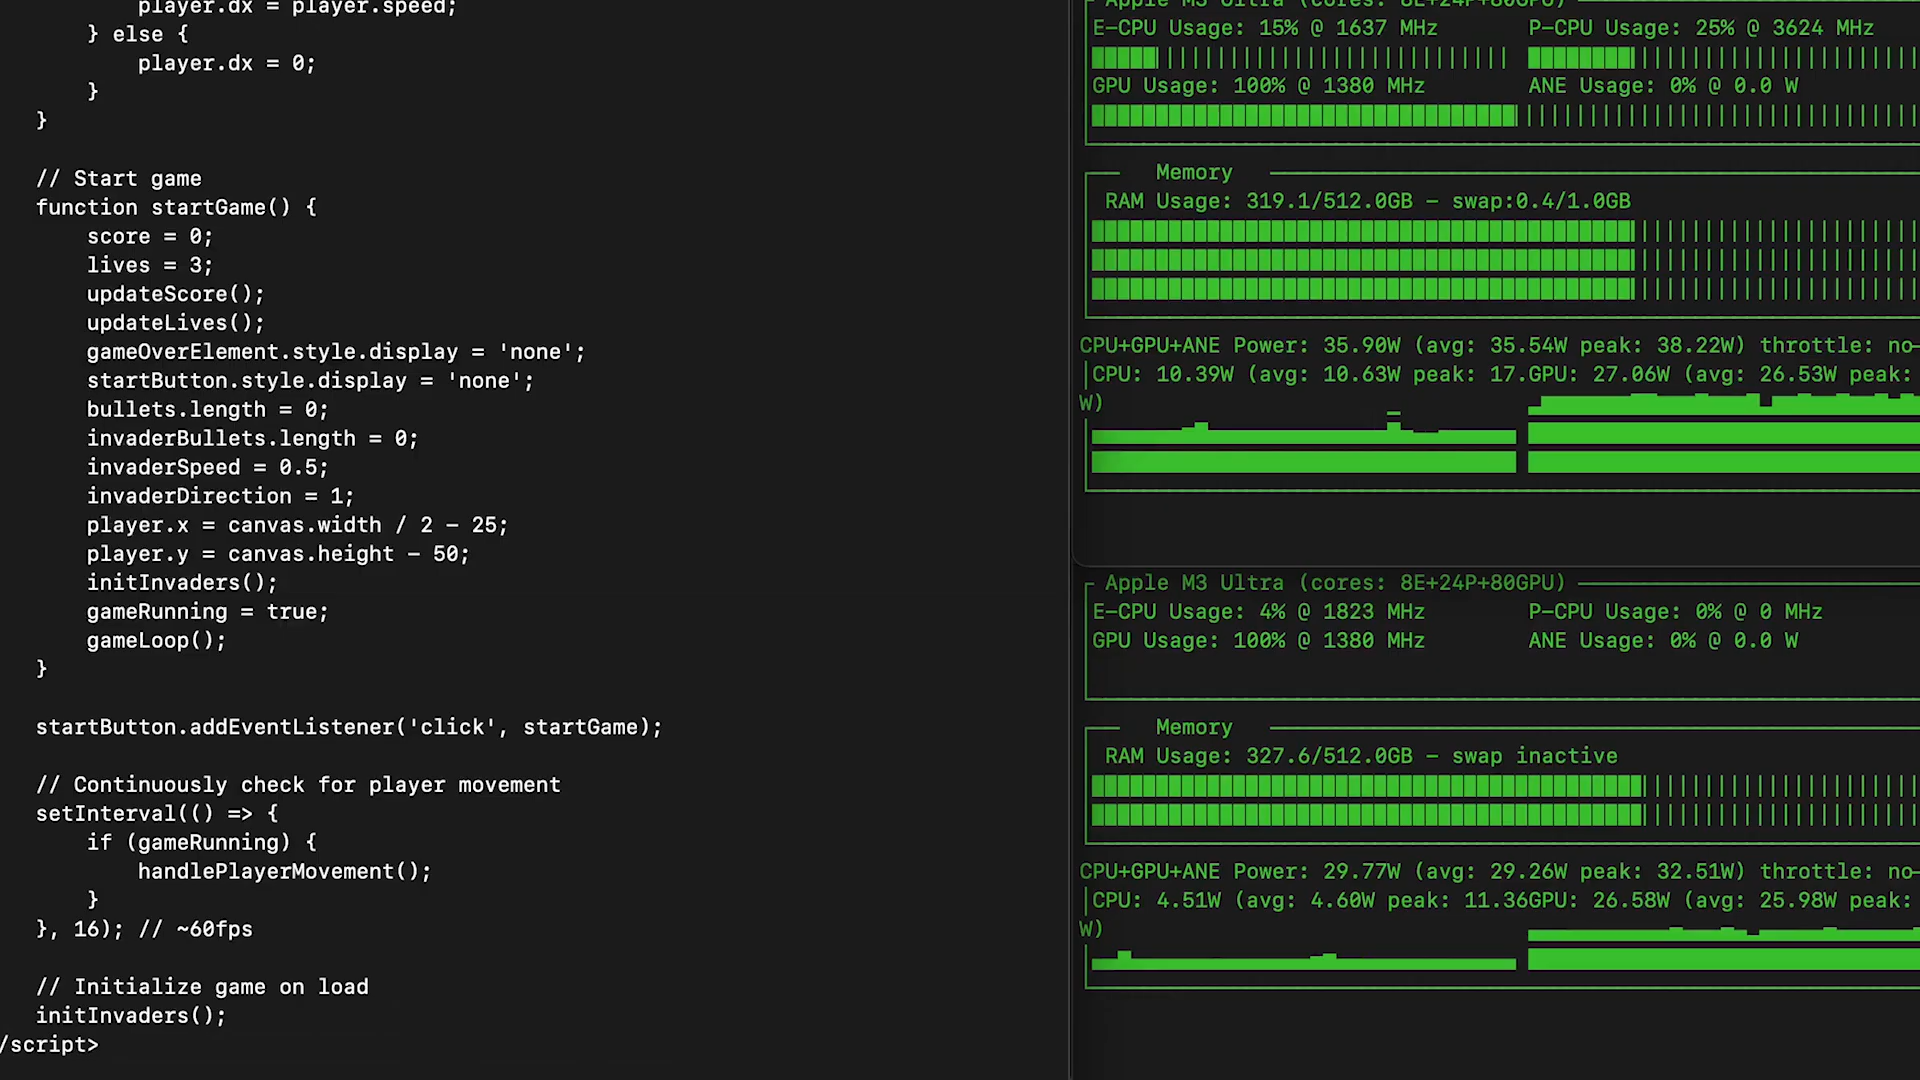 player.dx = player.speed;
} else {
player.dx = 0;
}
}
// Start game
function startGame() {
score = 0;
lives = 3;
updateScore();
updateLives();
gameOverElement.style.display = 'none';
startButton.style.display = 'none';
bullets.length = 0;
invaderBullets.length = 0;
invaderSpeed = 0.5;
invaderDirection = 1;
player.x = canvas.width / 2 - 25;
player.y = canvas.height - 50;
initInvaders();
gameRunning = true;
gameLoop();
}
startButton.addEventListener('click', startGame);
// Continuously check for player movement
setInterval(() => {
if (gameRunning) {
handlePlayerMovement();
}
}, 16); // ~60fps
// Initialize game on load
initInvaders();
/script>
Apple M3 Ultra (cores: 8E+24P+80GPU)
E-CPU Usage: 15% @ 1637 MHz P-CPU Usage: 25% @ 3624 MHz
GPU Usage: 100% @ 1380 MHz ANE Usage: 0% @ 0.0 W
Memory
RAM Usage: 319.1/512.0GB - swap:0.4/1.0GB
CPU+GPU+ANE Power: 35.90W (avg: 35.54W peak: 38.22W) throttle: no
CPU: 10.39W (avg: 10.63W peak: 17.GPU: 27.06W (avg: 26.53W peak:
W)
Apple M3 Ultra (cores: 8E+24P+80GPU)
E-CPU Usage: 4% @ 1823 MHz P-CPU Usage: 0% @ 0 MHz
GPU Usage: 100% @ 1380 MHz ANE Usage: 0% @ 0.0 W
Memory
RAM Usage: 327.6/512.0GB - swap inactive
CPU+GPU+ANE Power: 29.77W (avg: 29.26W peak: 32.51W) throttle: no
CPU: 4.51W (avg: 4.60W peak: 11.36GPU: 26.58W (avg: 25.98W peak:
W)